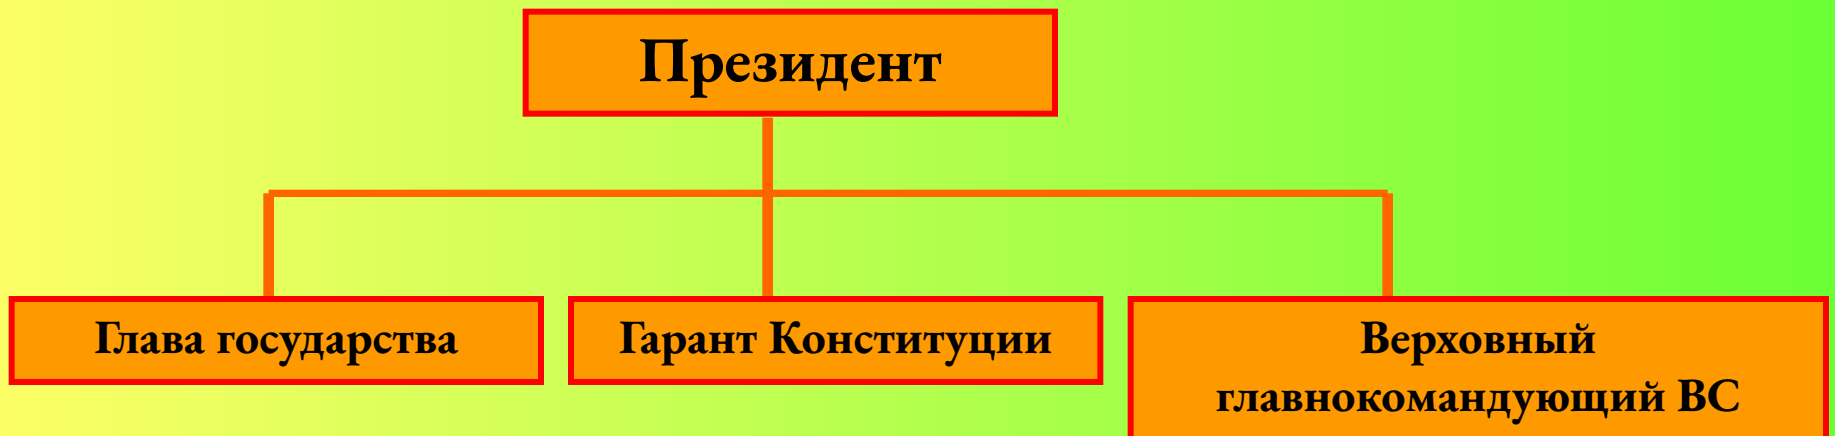 Президент
Глава государства
Гарант Конституции
Верховный
главнокомандующий ВС